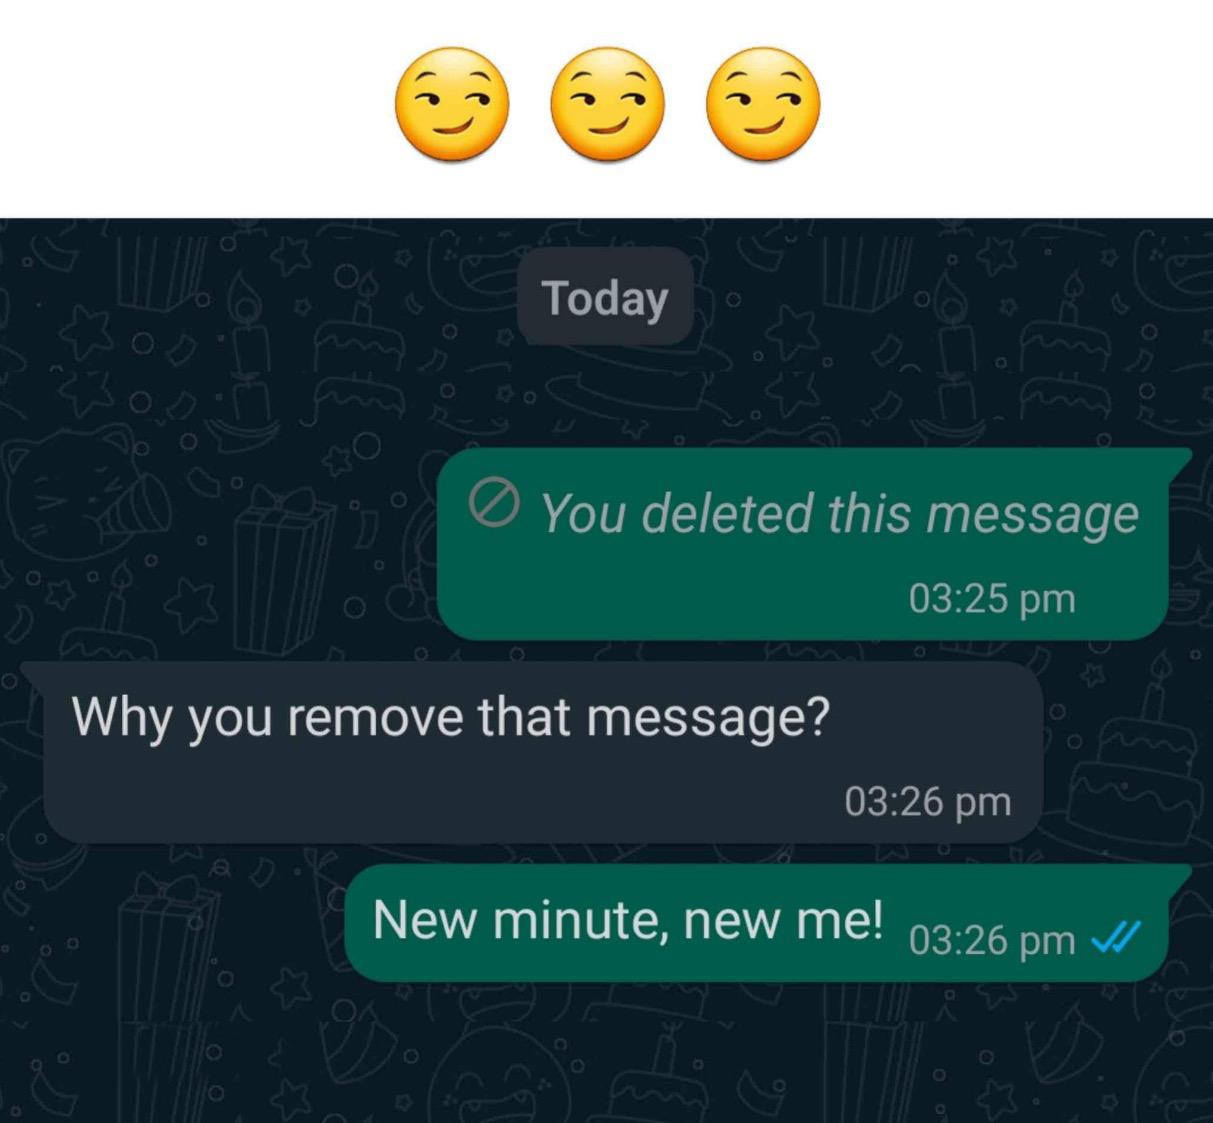 Today
You deleted this message
03:25 pm
Why you remove that message?
03:26 pm
New minute, new me! 03:26 pm